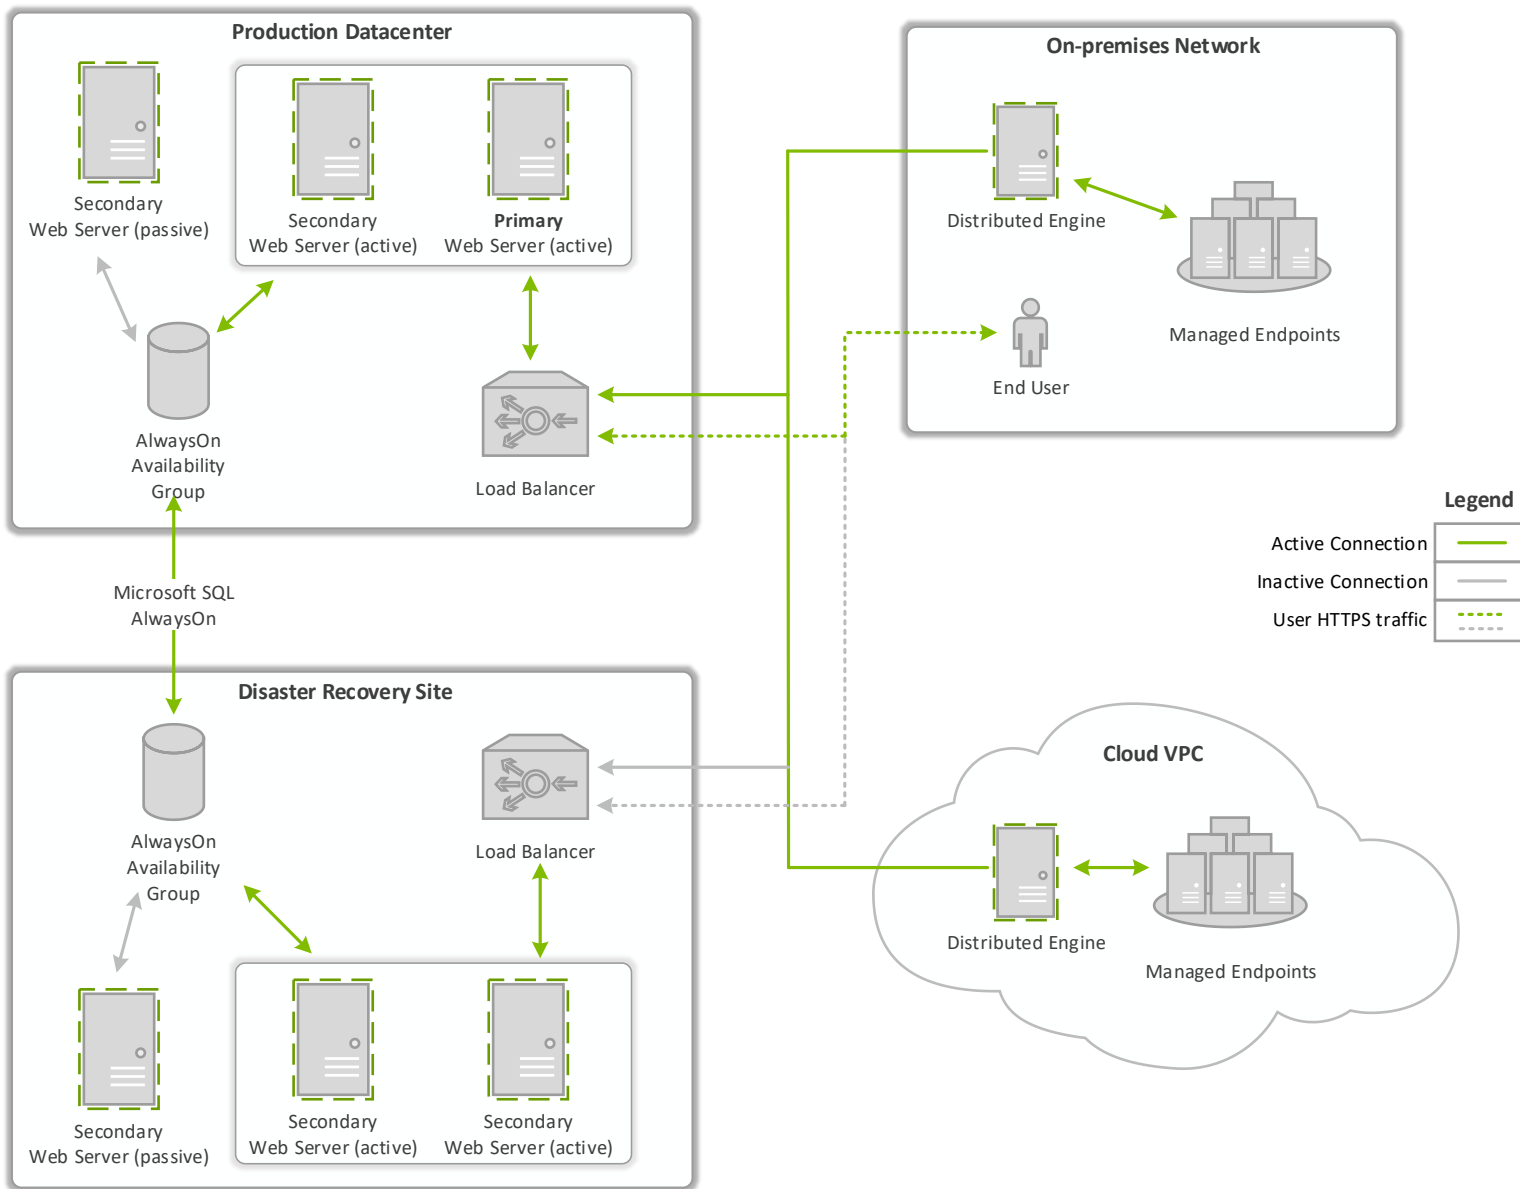 Production Datacenter
Secondary
Web Server (passive)
Secondary
Web Server (active)
Primary
Web Server (active)
AlwaysOn
Availability
Group
Load Balancer
On-premises Network
Distributed Engine
Managed Endpoints
End User
Legend
Active Connection
Inactive Connection
User HTTPS traffic
Microsoft SQL
AlwaysOn
Disaster Recovery Site
AlwaysOn
Availability
Group
Load Balancer
Secondary
Web Server (passive)
Secondary
Web Server (active)
Secondary
Web Server (active)
Cloud VPC
Distributed Engine
Managed Endpoints